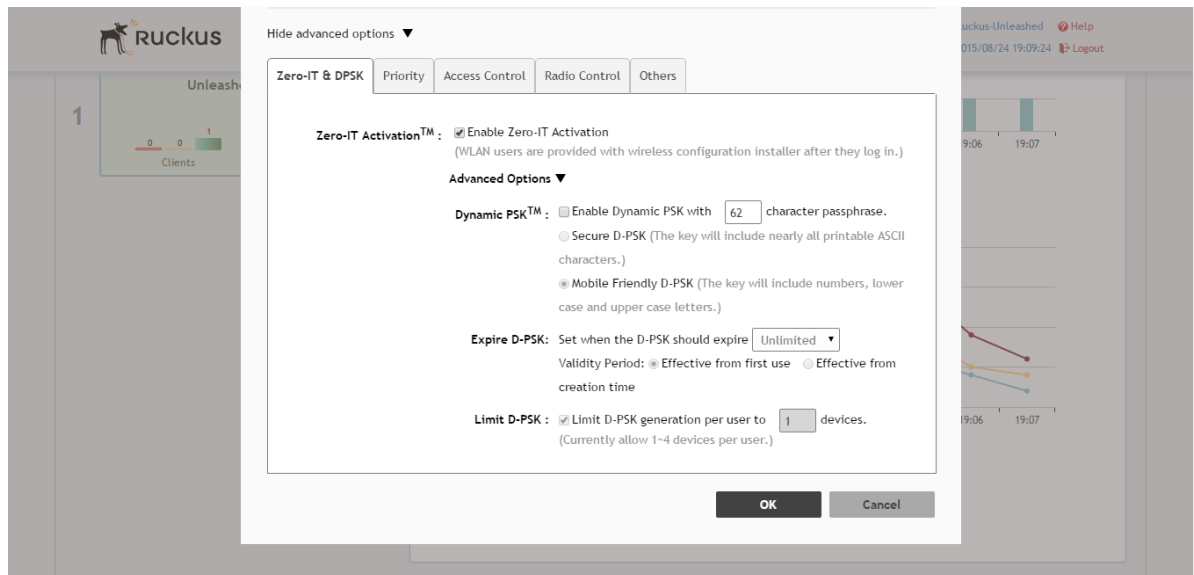 Ruckus
uckus-Unleashed Help
015/08/24 19:09:24 Logout
1
Unleash
0 0 1
Clients
Hide advanced options ▼
Zero-IT & DPSK Priority Access Control Radio Control Others
Zero-IT Activation™ : Enable Zero-IT Activation
(WLAN users are provided with wireless configuration installer after they log in.)
Advanced Options ▼
Dynamic PSK™ : Enable Dynamic PSK with 62 character passphrase.
Secure D-PSK (The key will include nearly all printable ASCII
characters.)
Mobile Friendly D-PSK (The key will include numbers, lower
case and upper case letters.)
Expire D-PSK: Set when the D-PSK should expire Unlimited ▼
Validity Period: Effective from first use Effective from
creation time
Limit D-PSK : Limit D-PSK generation per user to 1 devices.
(Currently allow 1~4 devices per user.)
OK Cancel
9:06 19:07
19:06 19:07